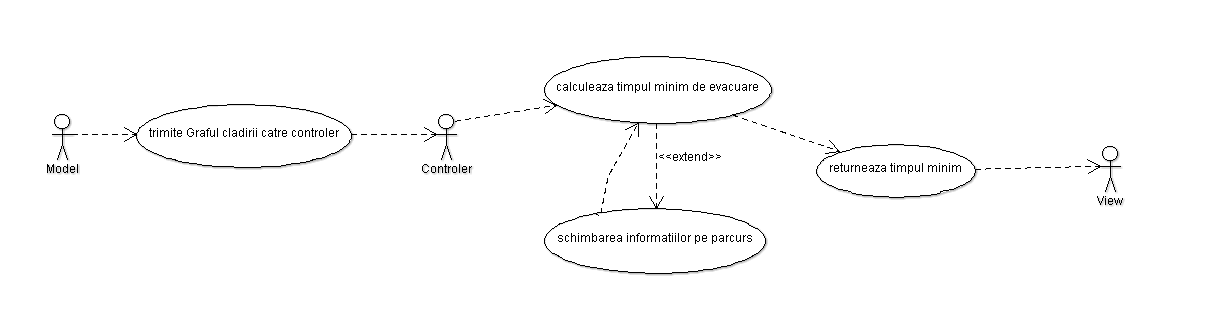 calculeaza timpul minim de evacuare
trimite Graful cladirii catre controler
Model
Controler
<<extend>>
returneaza timpul minim
View
schimbarea informatiilor pe parcurs